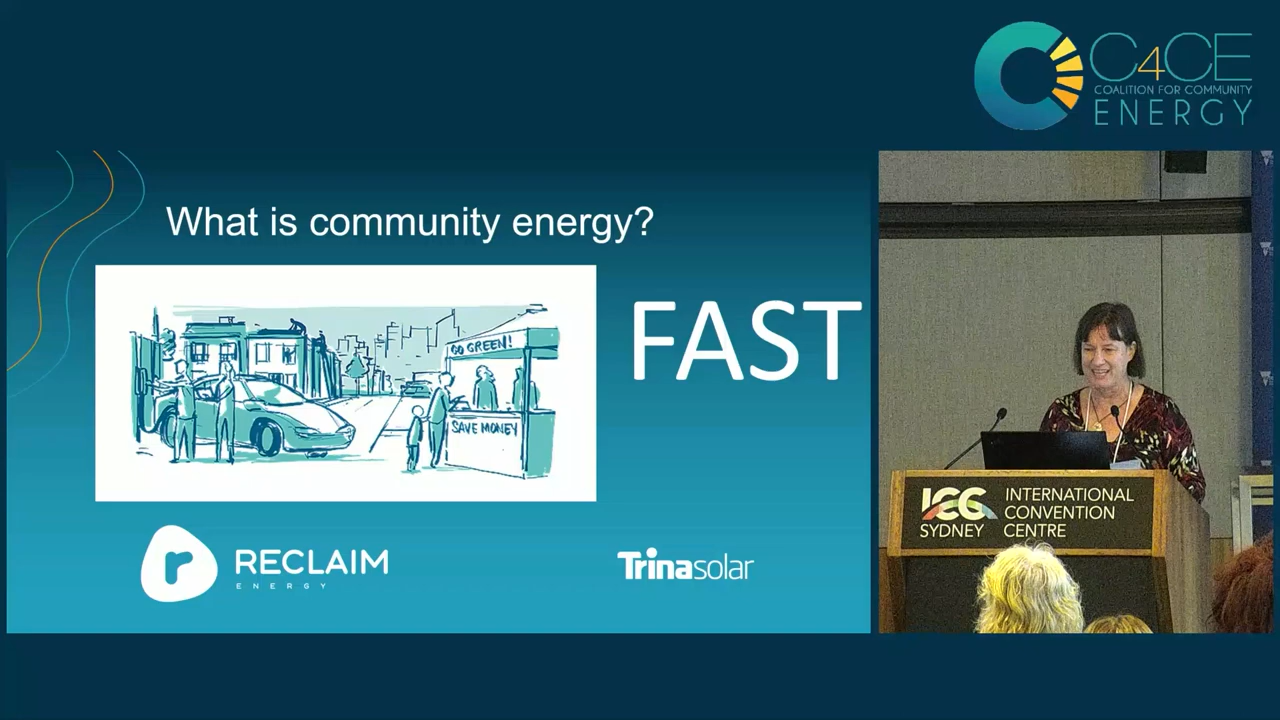 C4CE
COALITION FOR COMMUNITY
ENERGY
What is community energy?
FAST
GO GREEN!
SAVE MONEY
r RECLAIM
ENERGY
Trinasolar
ICC
SYDNEY
INTERNATIONAL
CONVENTION
CENTRE